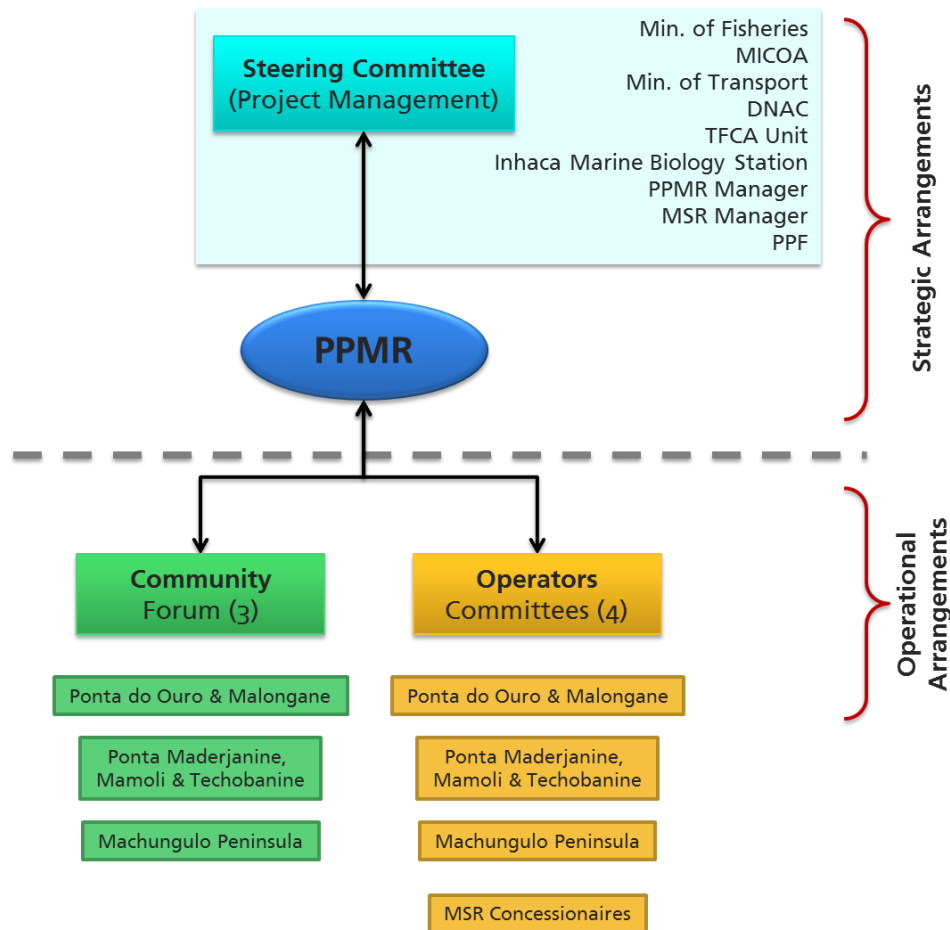 Steering Committee
(Project Management)
Min. of Fisheries
MICOA
Min. of Transport
DNAC
TFCA Unit
Inhaca Marine Biology Station
PPMR Manager
MSR Manager
PPF
Strategic Arrangements
PPMR
Community
Forum (3)
Operators
Committees (4)
Operational
Arrangements
Ponta do Ouro & Malongane
Ponta Maderjanine,
Mamoli & Techobanine
Machungulo Peninsula
Ponta do Ouro & Malongane
Ponta Maderjanine,
Mamoli & Techobanine
Machungulo Peninsula
MSR Concessionaires